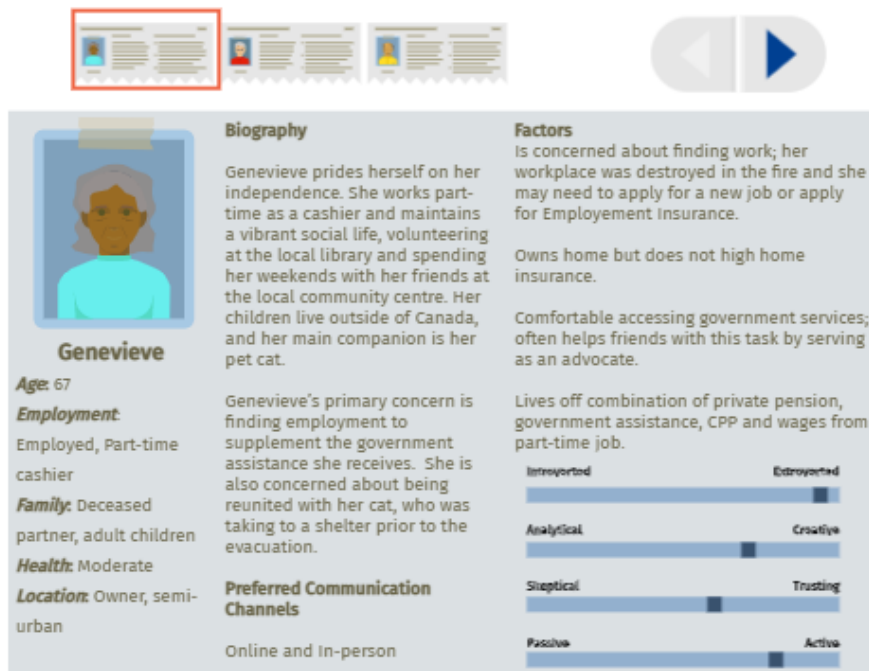 Genevieve
Age: 67
Employment:
Employed, Part-time
cashier
Family: Deceased
partner, adult children
Health: Moderate
Location: Owner, semi-
urban
Biography
Genevieve prides herself on her
independence. She works part-
time as a cashier and maintains
a vibrant social life, volunteering
at the local library and spending
her weekends with her friends at
the local community centre. Her
children live outside of Canada,
and her main companion is her
pet cat.
Genevieve's primary concern is
finding employment to
supplement the government
assistance she receives. She is
also concerned about being
reunited with her cat, who was
taking to a shelter prior to the
evacuation.
Preferred Communication
Channels
Online and In-person
Factors
Is concerned about finding work; her
workplace was destroyed in the fire and she
may need to apply for a new job or apply
for Employement Insurance.
Owns home but does not high home
insurance.
Comfortable accessing government services;
often helps friends with this task by serving
as an advocate.
Lives off combination of private pension,
government assistance, CPP and wages from
part-time job.
Introverted Extroverted
Analytical Creative
Skeptical Trusting
Passive Active